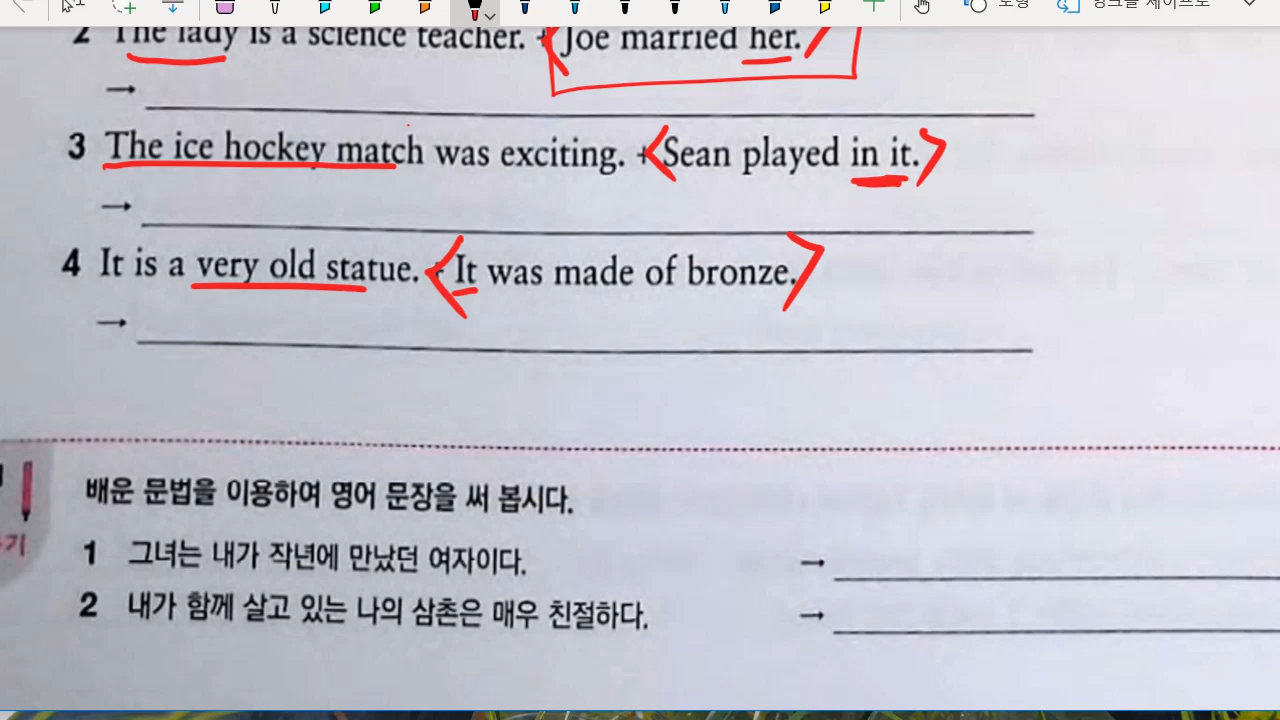 2 The lady is a science teacher. + Joe married her.
→
3 The ice hockey match was exciting. + Sean played in it.
→
4 It is a very old statue. + It was made of bronze.
→
배운 문법을 이용하여 영어 문장을 써 봅시다.
1 그녀는 내가 작년에 만났던 여자이다. →
2 내가 함께 살고 있는 나의 삼촌은 매우 친절하다. →